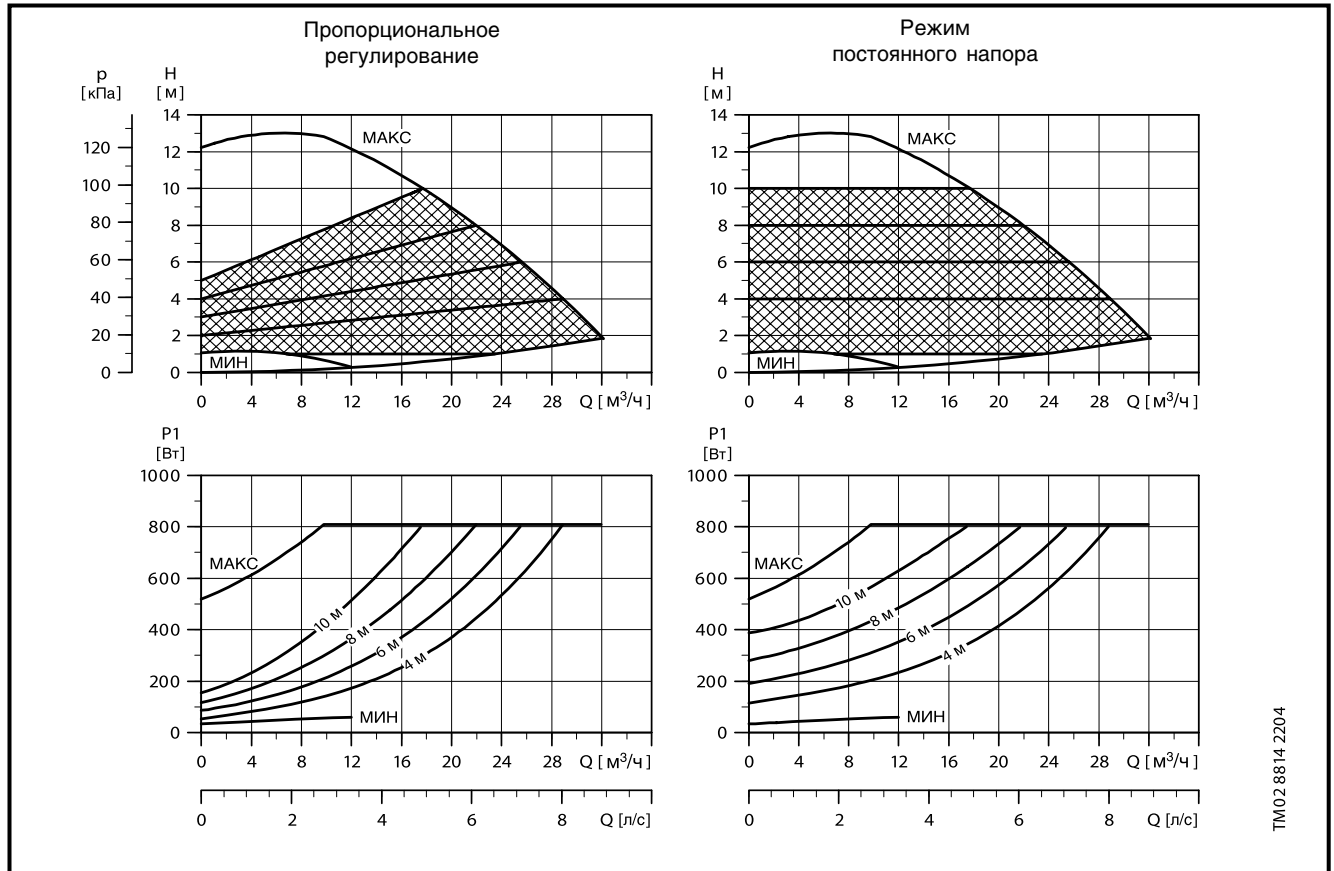 Пропорциональное
регулирование
Режим
постоянного напора
p
[кПа]
H
[м]
120
100
80
60
40
20
0
14
12
10
8
6
4
2
0
МАКС
МИН
0 4 8 12 16 20 24 28 Q [м³/ч]
H
[м]
14
12
10
8
6
4
2
0
МАКС
МИН
0 4 8 12 16 20 24 28 Q [м³/ч]
P1
[Вт]
1000
800
600
400
200
0
МАКС
10 м
8 м
6 м
4 м
МИН
0 4 8 12 16 20 24 28 Q [м³/ч]
0 2 4 6 8 Q [л/с]
P1
[Вт]
1000
800
600
400
200
0
МАКС
10 м
8 м
6 м
4 м
МИН
0 4 8 12 16 20 24 28 Q [м³/ч]
0 2 4 6 8 Q [л/с]
TM02 8814 2204